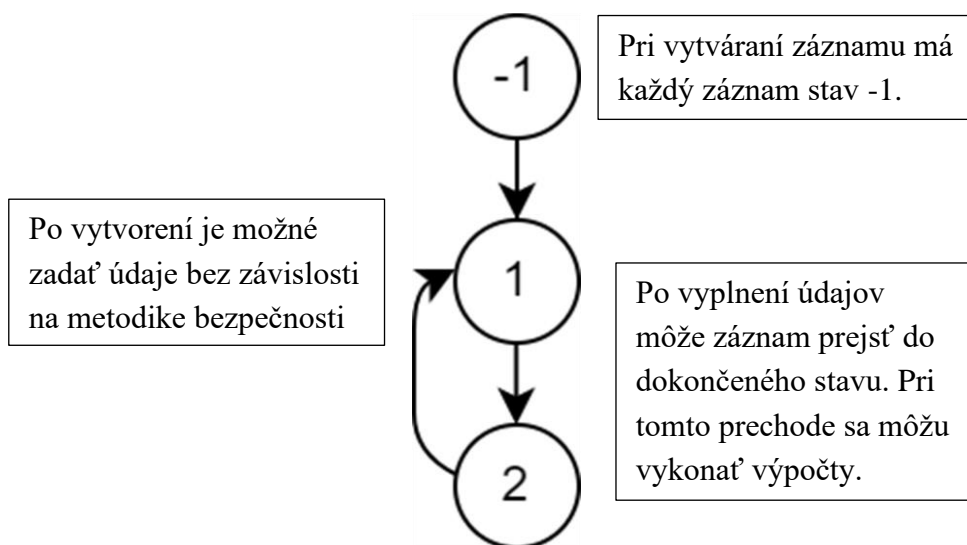 -1
Pri vytváraní záznamu má
každý záznam stav -1.
Po vytvorení je možné
zadať údaje bez závislosti
na metodike bezpečnosti
1
Po vyplnení údajov
môže záznam prejsť do
dokončeného stavu. Pri
tomto prechode sa môžu
vykonať výpočty.
2